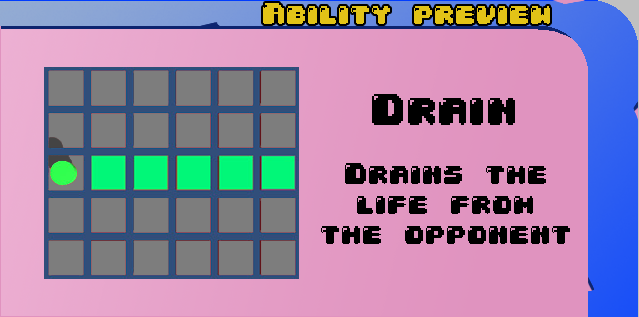 Ability preview
Drain
Drains the
life from
the opponent